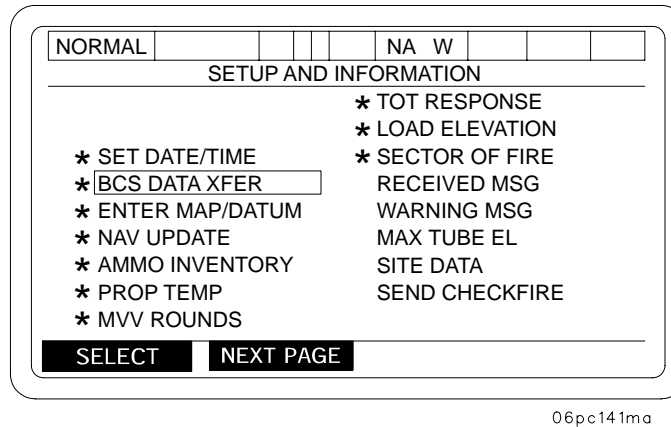 NORMAL NA W
SETUP AND INFORMATION
* TOT RESPONSE
* LOAD ELEVATION
* SET DATE/TIME
* SECTOR OF FIRE
* BCS DATA XFER
RECEIVED MSG
* ENTER MAP/DATUM
WARNING MSG
* NAV UPDATE
MAX TUBE EL
* AMMO INVENTORY
SITE DATA
* PROP TEMP
SEND CHECKFIRE
* MVV ROUNDS
SELECT NEXT PAGE
06pc141ma